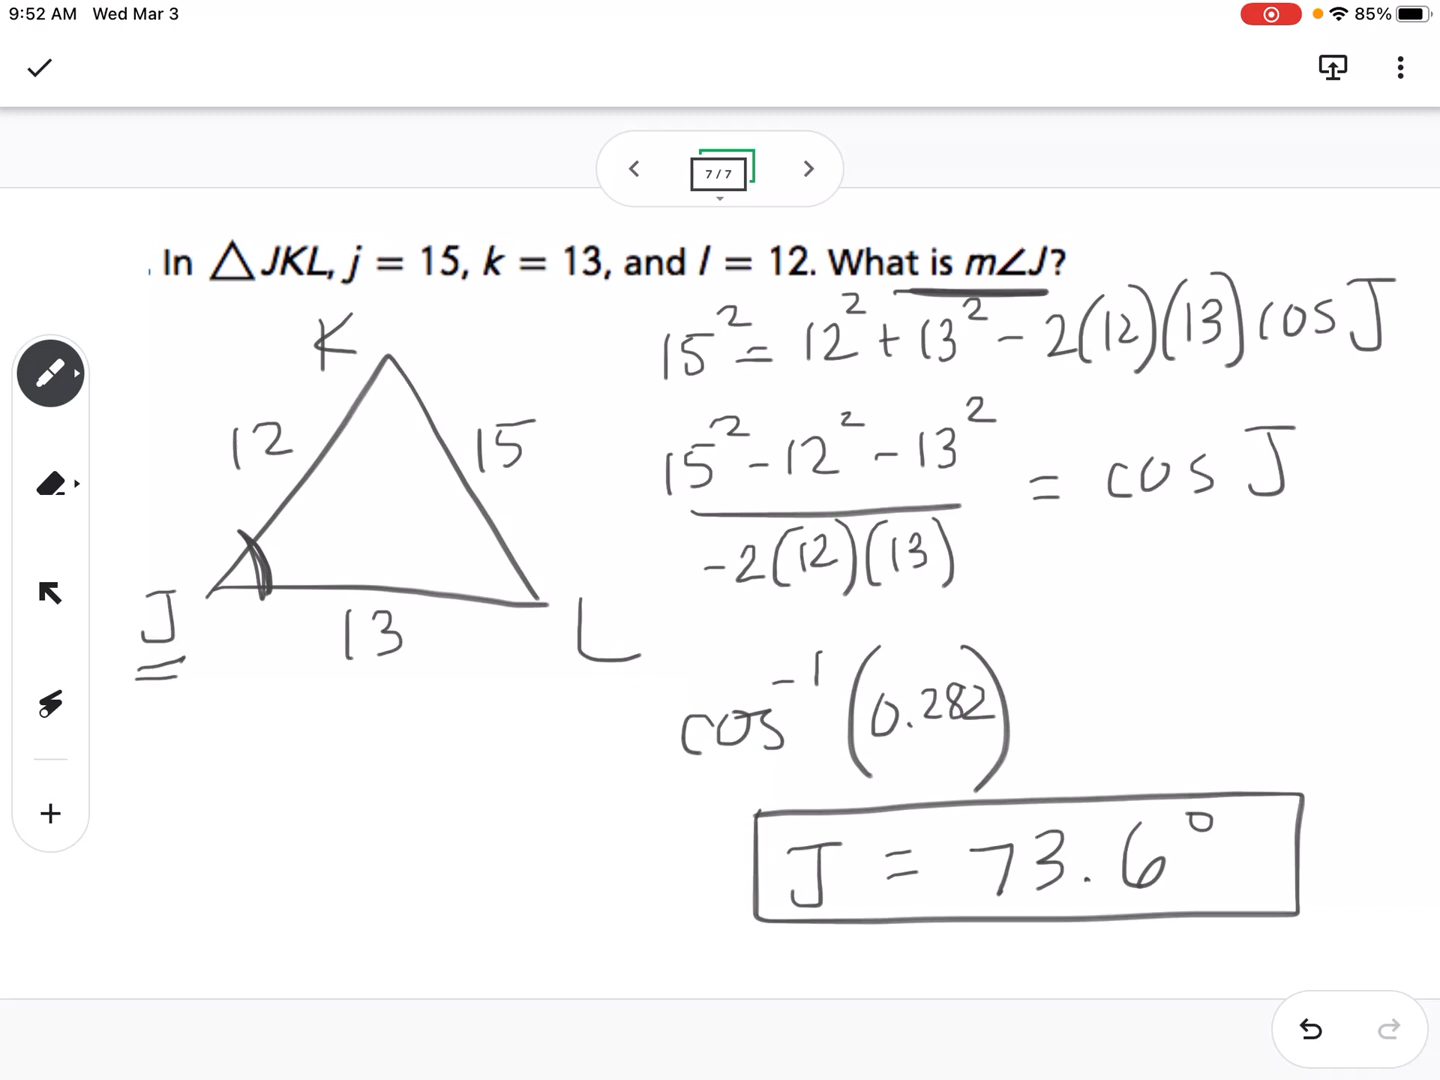 9:52 AM Wed Mar 3
85%
7 / 7
. In △JKL, j = 15, k = 13, and l = 12. What is m∠J?
K
12
15
J
13
L
15² = 12² + 13² - 2(12)(13) cos J
15² - 12² - 13²
-2(12)(13)
= cos J
cos⁻¹ (0.282)
J = 73.6°